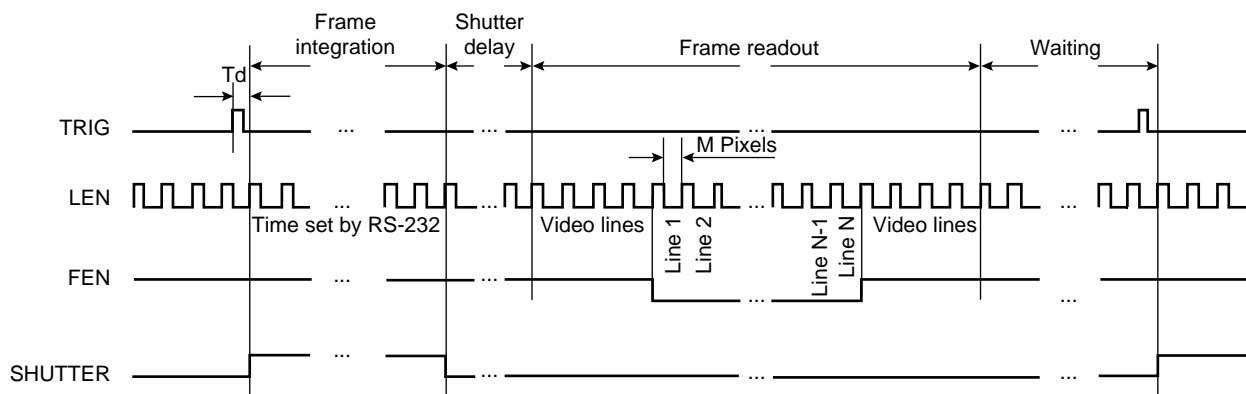 Frame
integration
Shutter
delay
Frame readout
Waiting
Td
TRIG
...
...
...
...
M Pixels
LEN
...
...
...
...
Time set by RS-232
Video lines
Line 1
Line 2
Line N-1
Line N
Video lines
FEN
...
...
...
...
SHUTTER
...
...
...
...